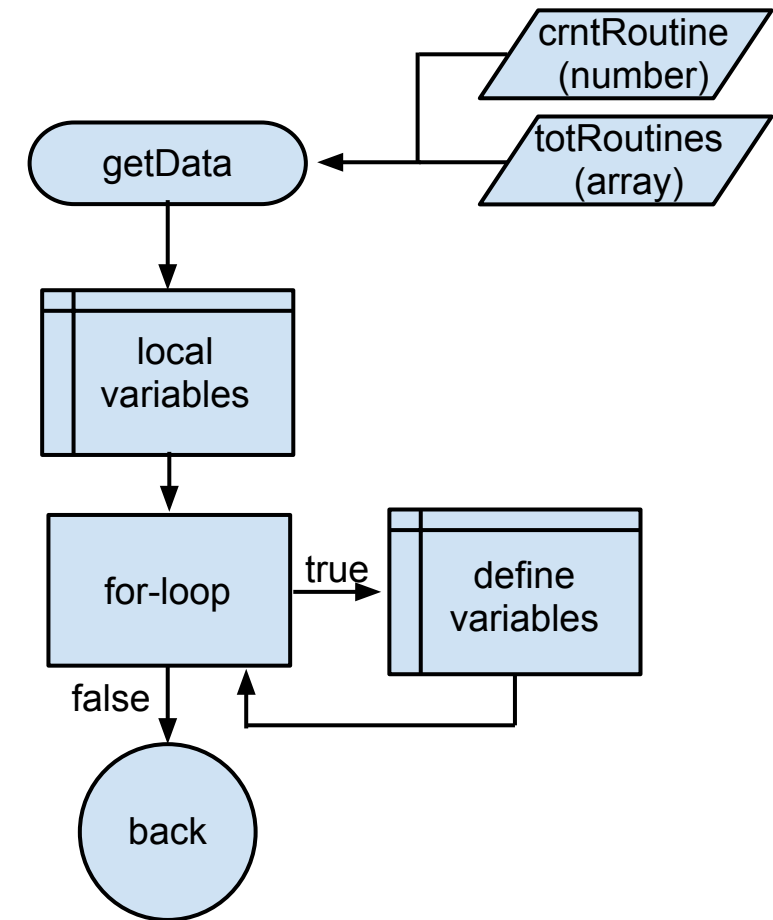 crntRoutine
(number)
totRoutines
(array)
getData
local
variables
for-loop
true
define
variables
false
back